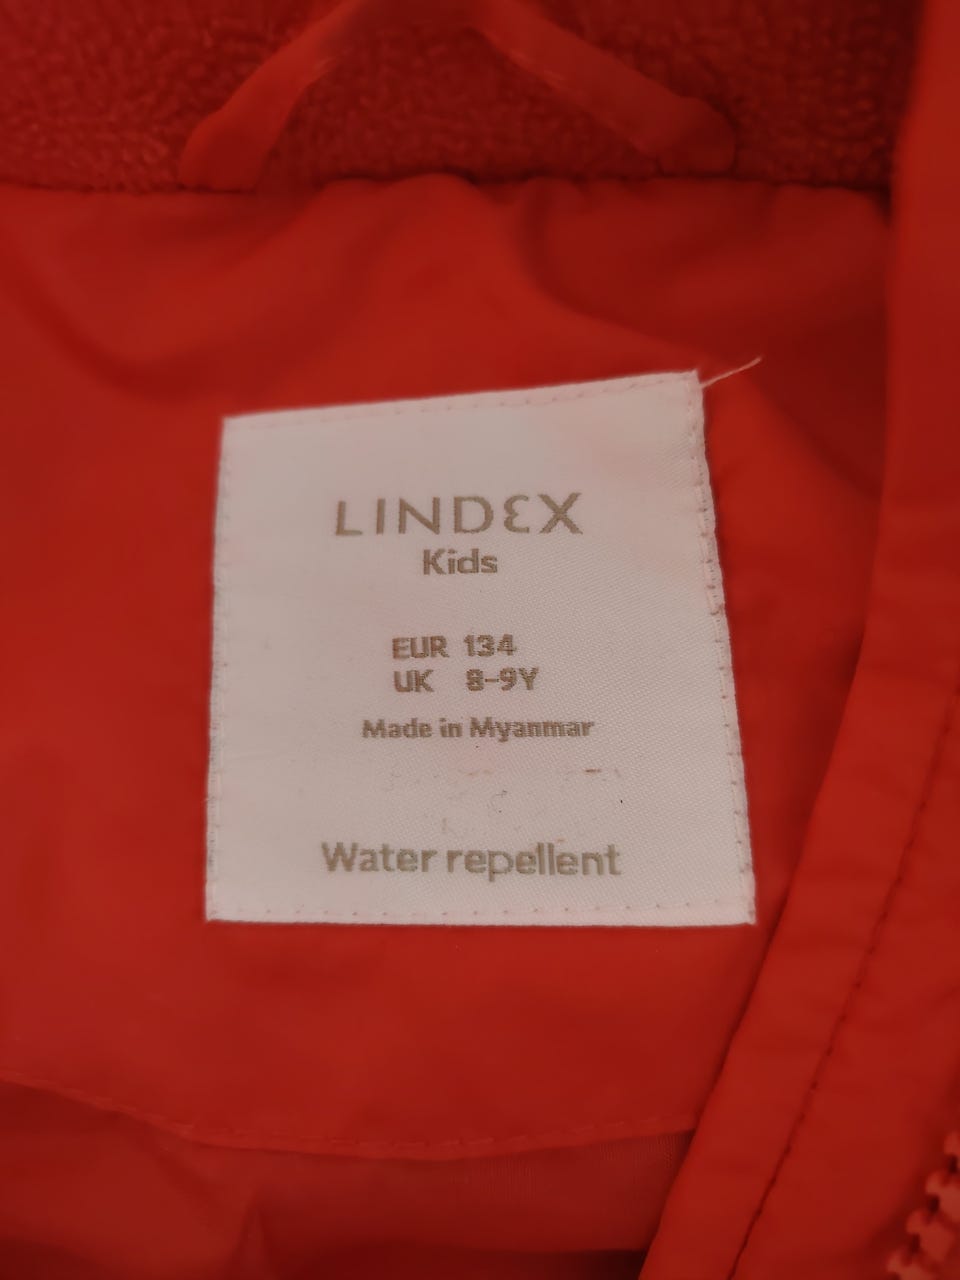 LINDEX
Kids
EUR 134
UK 8-9Y
Made in Myanmar
Water repellent